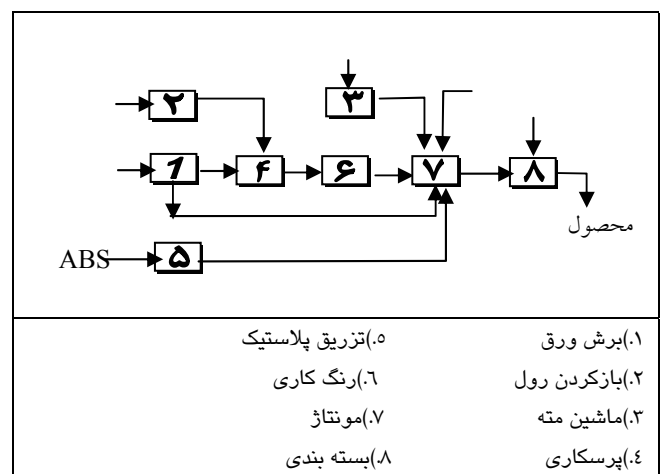 ۲ ۳
۱ ۴ ۶ ۷ ۸
محصول
ABS ۵
۱.)برش ورق ۵.)تزریق پلاستیک
۲.)بازکردن رول ۶.)رنگ کاری
۳.)ماشین مته ۷.)مونتاژ
۴.)پرسکاری ۸.)بسته بندی